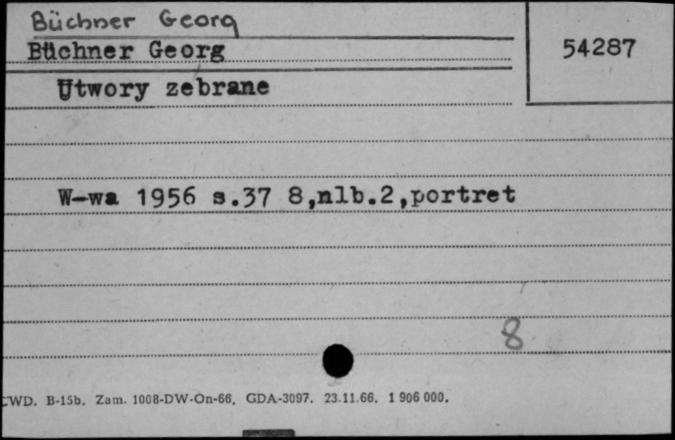 Büchner Georg
Büchner Georg
54287
Utwory zebrane
W-wa 1956 s.37 8,nlb.2,portret
8
CWD. B-15b. Zam. 1008-DW-On-66. GDA-3097. 23.11.66. 1 906 000.